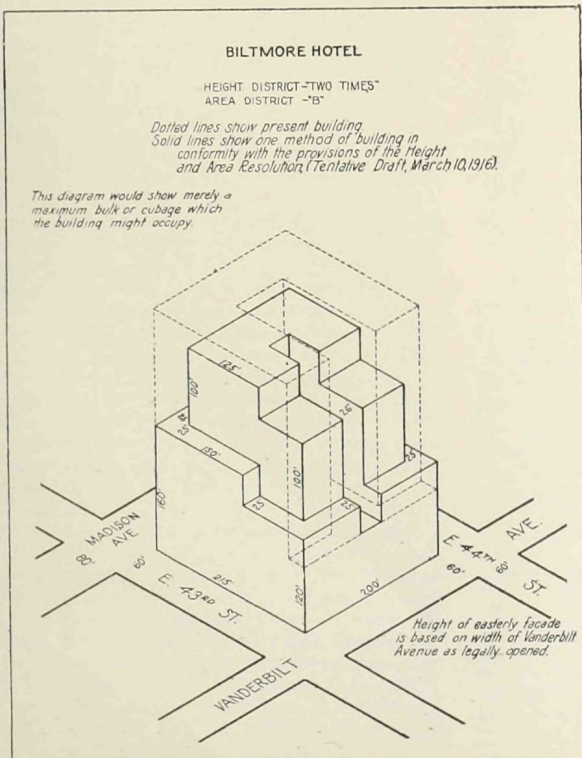 BILTMORE HOTEL
HEIGHT DISTRICT-"TWO TIMES"
AREA DISTRICT -"B"
Dotted lines show present building
Solid lines show one method of building in
conformity with the provisions of the Height
and Area Resolution, (Tentative Draft, March 10, 1916).
This diagram would show merely a
maximum bulk or cubage which
the building might occupy.
125'
100'
26'
25'
25'
150'
100'
25
25
25'
160'
MADISON
AVE.
60'
215
E. 43RD ST.
120'
200'
60'
E. 44TH
ST.
AVE.
VANDERBILT
Height of easterly facade
is based on width of Vanderbilt
Avenue as legally opened.